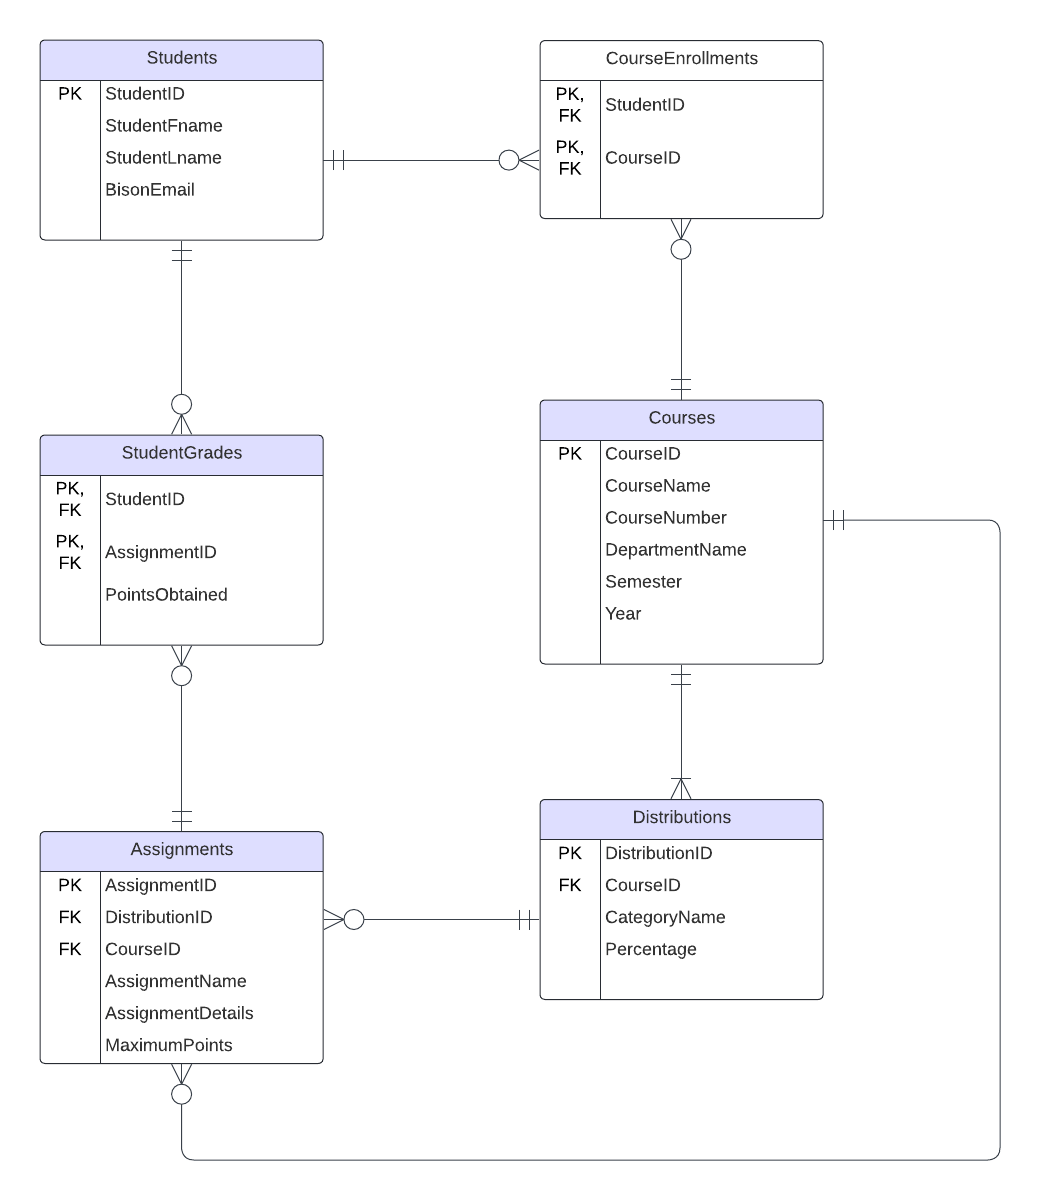 Students
PK StudentID
StudentFname
StudentLname
BisonEmail
CourseEnrollments
PK,
FK
StudentID
PK,
FK
CourseID
StudentGrades
PK,
FK
StudentID
PK,
FK
AssignmentID
PointsObtained
Courses
PK CourseID
CourseName
CourseNumber
DepartmentName
Semester
Year
Assignments
PK AssignmentID
FK DistributionID
FK CourseID
AssignmentName
AssignmentDetails
MaximumPoints
Distributions
PK DistributionID
FK CourseID
CategoryName
Percentage